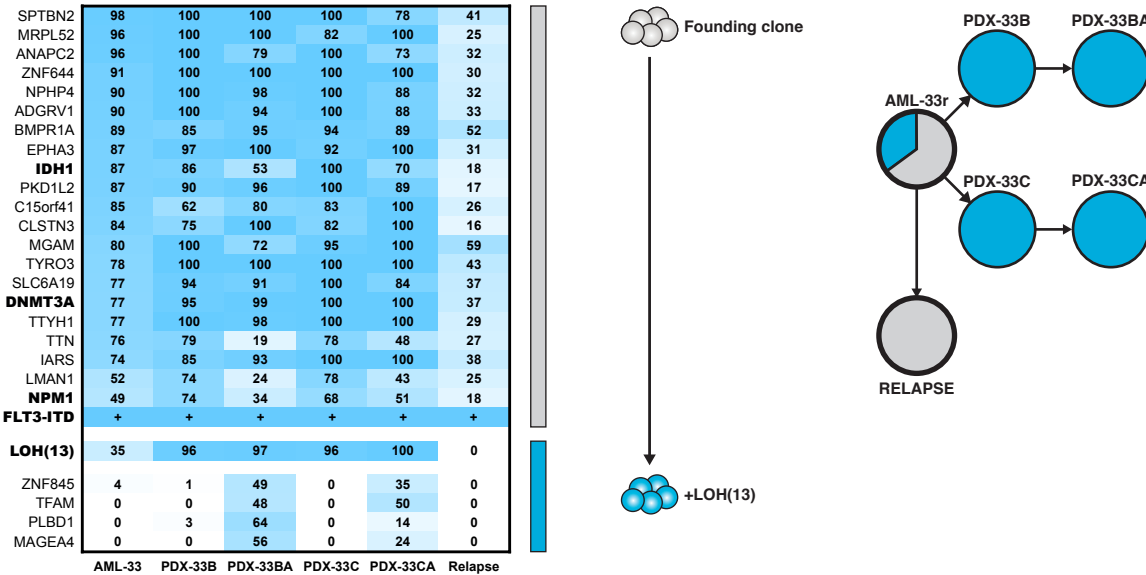 SPTBN2 98 100 100 100 78 41
MRPL52 96 100 100 82 100 25
ANAPC2 96 100 79 100 73 32
ZNF644 91 100 100 100 100 30
NPHP4 90 100 98 100 88 32
ADGRV1 90 100 94 100 88 33
BMPR1A 89 85 95 94 89 52
EPHA3 87 97 100 92 100 31
IDH1 87 86 53 100 70 18
PKD1L2 87 90 96 100 89 17
C15orf41 85 62 80 83 100 26
CLSTN3 84 75 100 82 100 16
MGAM 80 100 72 95 100 59
TYRO3 78 100 100 100 100 43
SLC6A19 77 94 91 100 84 37
DNMT3A 77 95 99 100 100 37
TTYH1 77 100 98 100 100 29
TTN 76 79 19 78 48 27
IARS 74 85 93 100 100 38
LMAN1 52 74 24 78 43 25
NPM1 49 74 34 68 51 18
FLT3-ITD + + + + + +
LOH(13) 35 96 97 96 100 0
ZNF845 4 1 49 0 35 0
TFAM 0 0 48 0 50 0
PLBD1 0 3 64 0 14 0
MAGEA4 0 0 56 0 24 0
AML-33 PDX-33B PDX-33BA PDX-33C PDX-33CA Relapse
Founding clone
+LOH(13)
PDX-33B PDX-33BA
AML-33r
PDX-33C PDX-33CA
RELAPSE